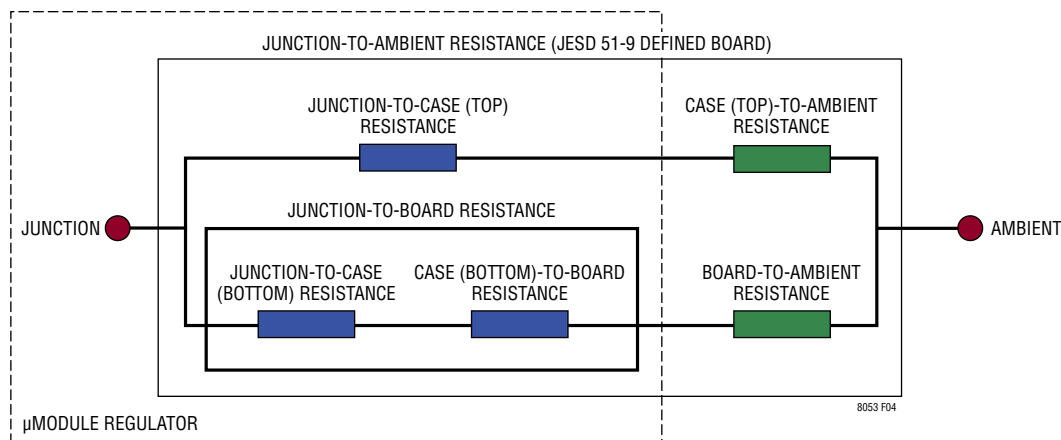 JUNCTION-TO-AMBIENT RESISTANCE (JESD 51-9 DEFINED BOARD)
JUNCTION-TO-CASE (TOP)
RESISTANCE
CASE (TOP)-TO-AMBIENT
RESISTANCE
JUNCTION-TO-BOARD RESISTANCE
JUNCTION
AMBIENT
JUNCTION-TO-CASE
(BOTTOM) RESISTANCE
CASE (BOTTOM)-TO-BOARD
RESISTANCE
BOARD-TO-AMBIENT
RESISTANCE
8053 F04
µMODULE REGULATOR